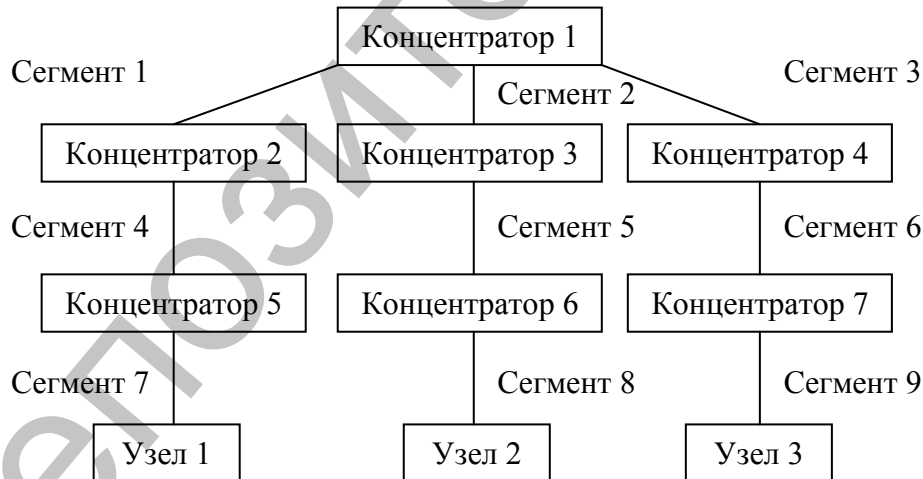 Концентратор 1
Сегмент 1
Сегмент 2
Сегмент 3
Концентратор 2
Концентратор 3
Концентратор 4
Сегмент 4
Сегмент 5
Сегмент 6
Концентратор 5
Концентратор 6
Концентратор 7
Сегмент 7
Сегмент 8
Сегмент 9
Узел 1
Узел 2
Узел 3